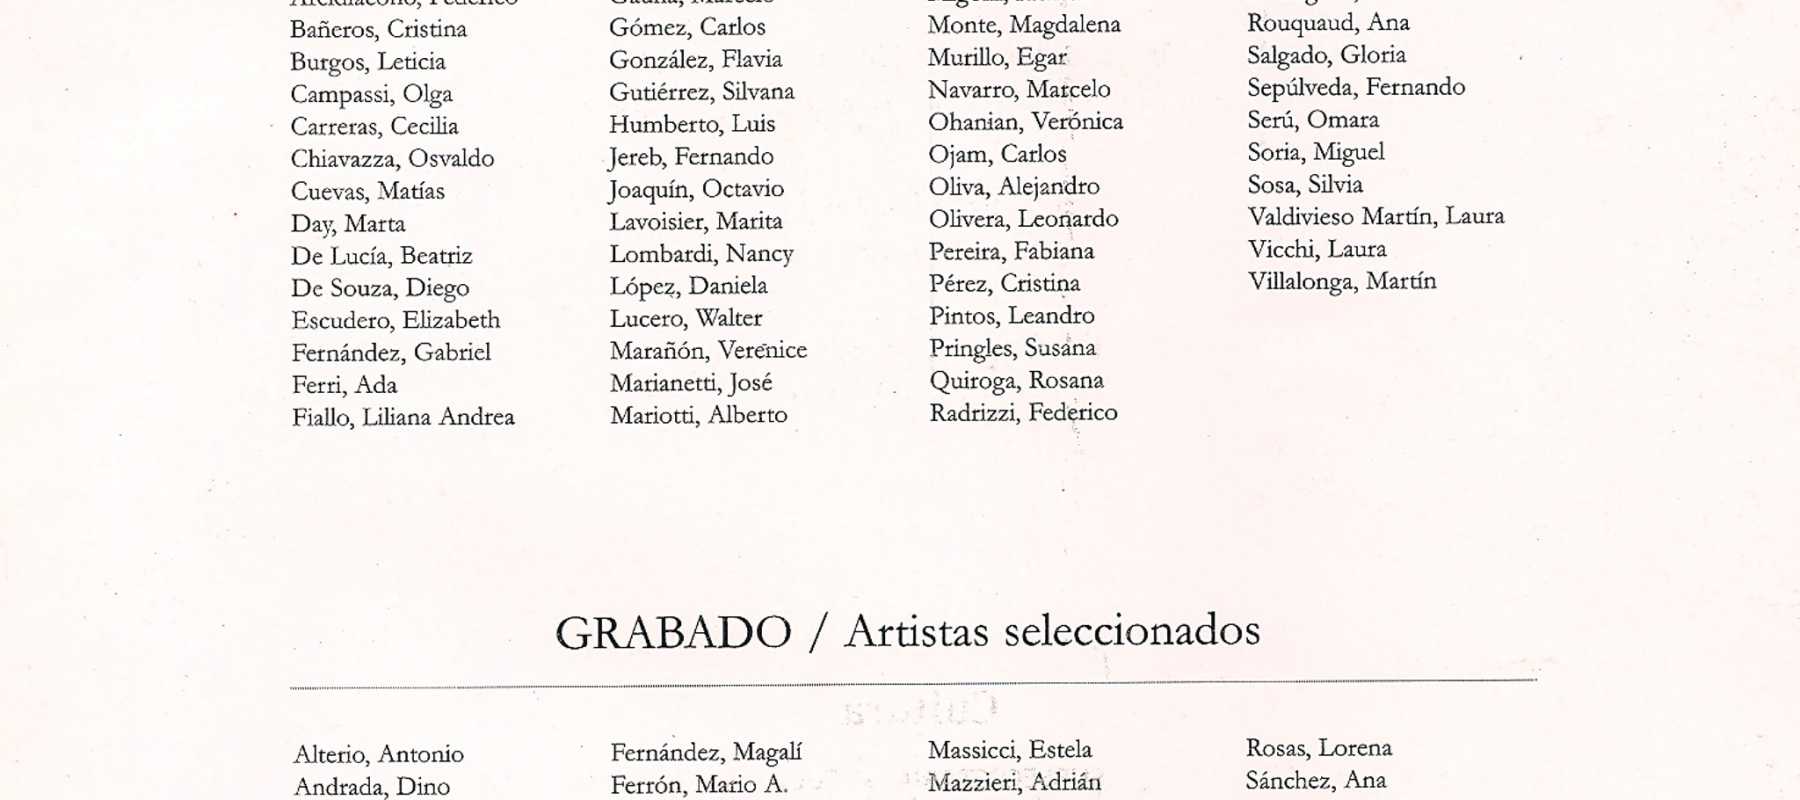 Bañeros, Cristina
Burgos, Leticia
Campassi, Olga
Carreras, Cecilia
Chiavazza, Osvaldo
Cuevas, Matías
Day, Marta
De Lucía, Beatriz
De Souza, Diego
Escudero, Elizabeth
Fernández, Gabriel
Ferri, Ada
Fiallo, Liliana Andrea
Gómez, Carlos
González, Flavia
Gutiérrez, Silvana
Humberto, Luis
Jereb, Fernando
Joaquín, Octavio
Lavoisier, Marita
Lombardi, Nancy
López, Daniela
Lucero, Walter
Marañón, Verenice
Marianetti, José
Mariotti, Alberto
Monte, Magdalena
Murillo, Egar
Navarro, Marcelo
Ohanian, Verónica
Ojam, Carlos
Oliva, Alejandro
Olivera, Leonardo
Pereira, Fabiana
Pérez, Cristina
Pintos, Leandro
Pringles, Susana
Quiroga, Rosana
Radrizzi, Federico
Rouquaud, Ana
Salgado, Gloria
Sepúlveda, Fernando
Serú, Omara
Soria, Miguel
Sosa, Silvia
Valdivieso Martín, Laura
Vicchi, Laura
Villalonga, Martín
GRABADO / Artistas seleccionados
Alterio, Antonio
Andrada, Dino
Fernández, Magalí
Ferrón, Mario A.
Massicci, Estela
Mazzieri, Adrián
Rosas, Lorena
Sánchez, Ana